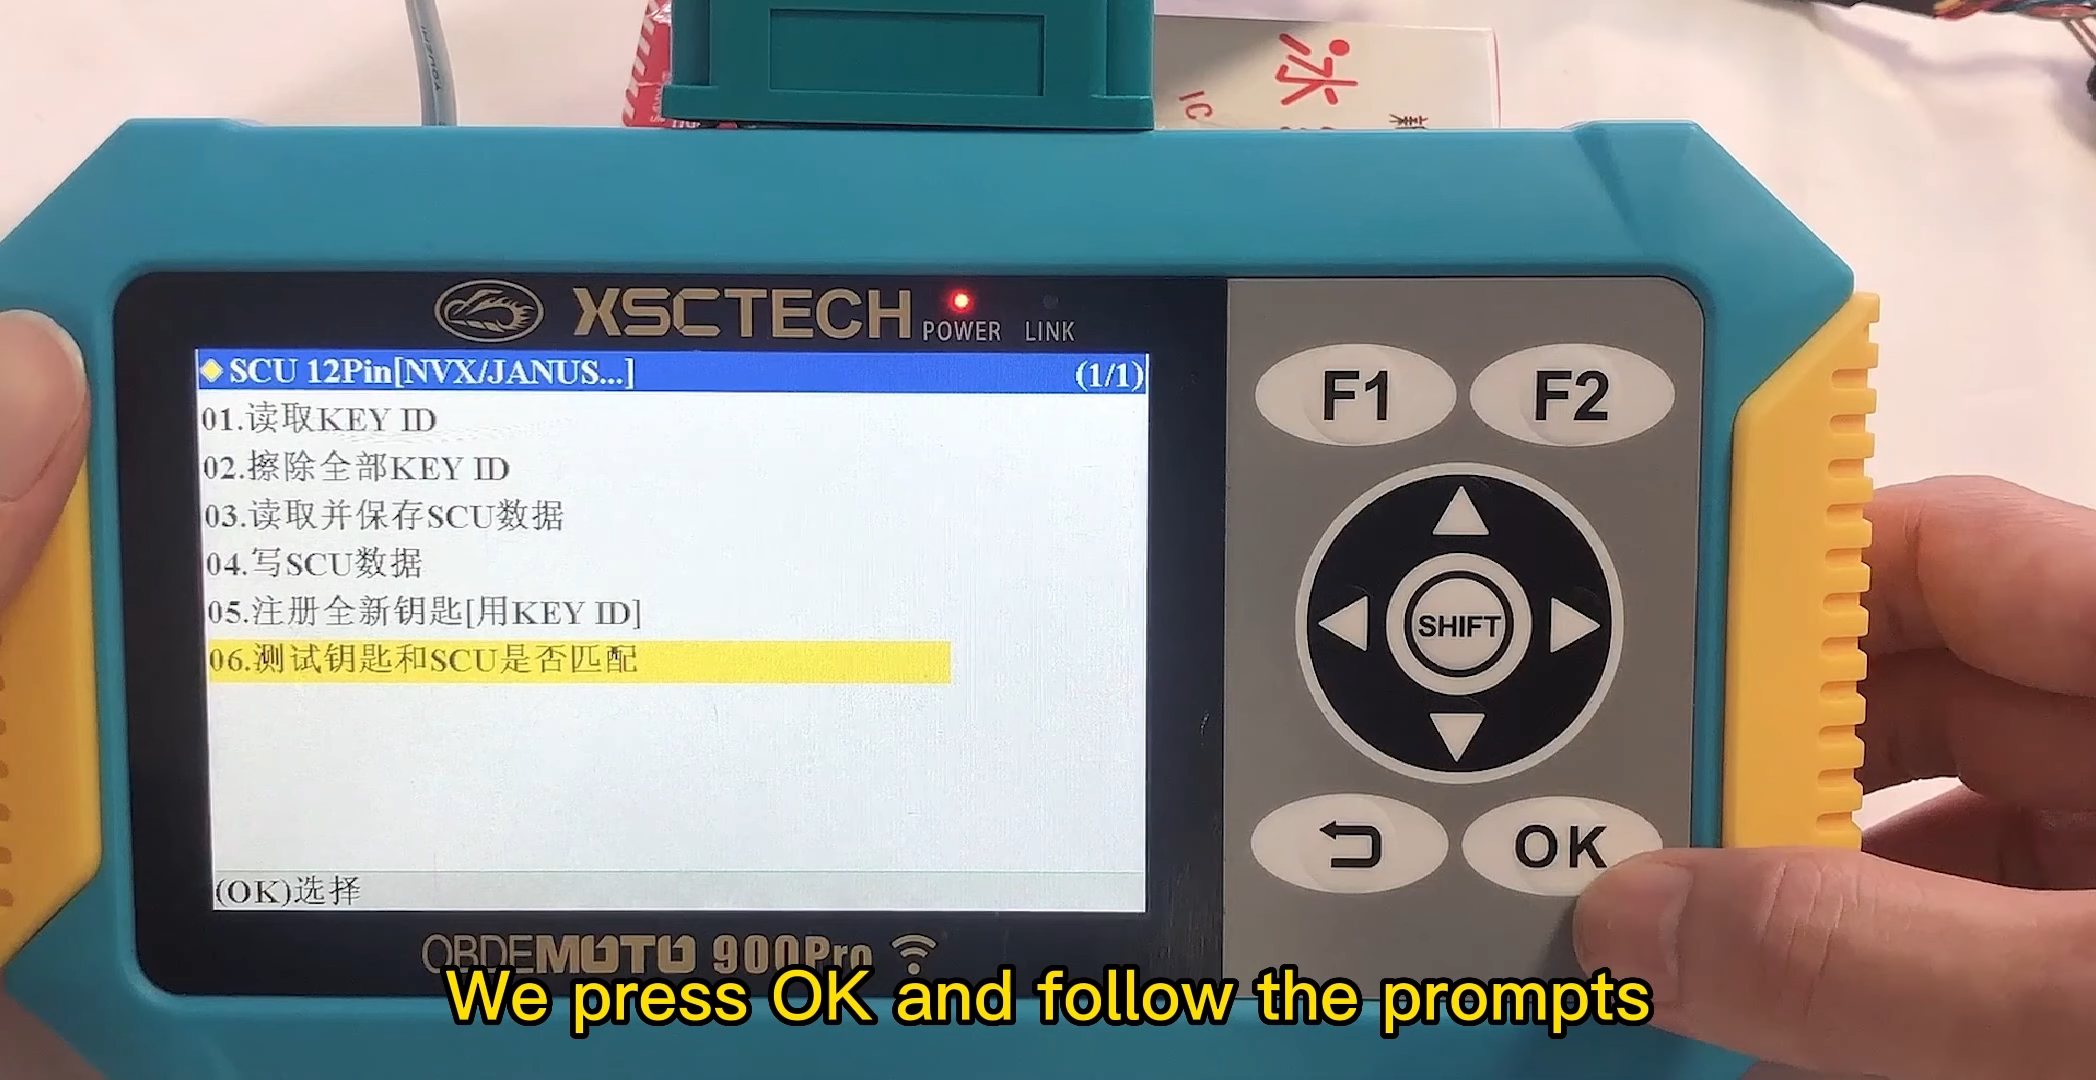 冰
IC
XSCTECH
POWER LINK
SCU 12Pin[NVX/JANUS...] (1/1)
01.读取KEY ID
02.擦除全部KEY ID
03.读取并保存SCU数据
04.写SCU数据
05.注册全新钥匙[用KEY ID]
06.测试钥匙和SCU是否匹配
(OK)选择
F1 F2
SHIFT
OK
OBDEMOTO 900Pro
We press OK and follow the prompts